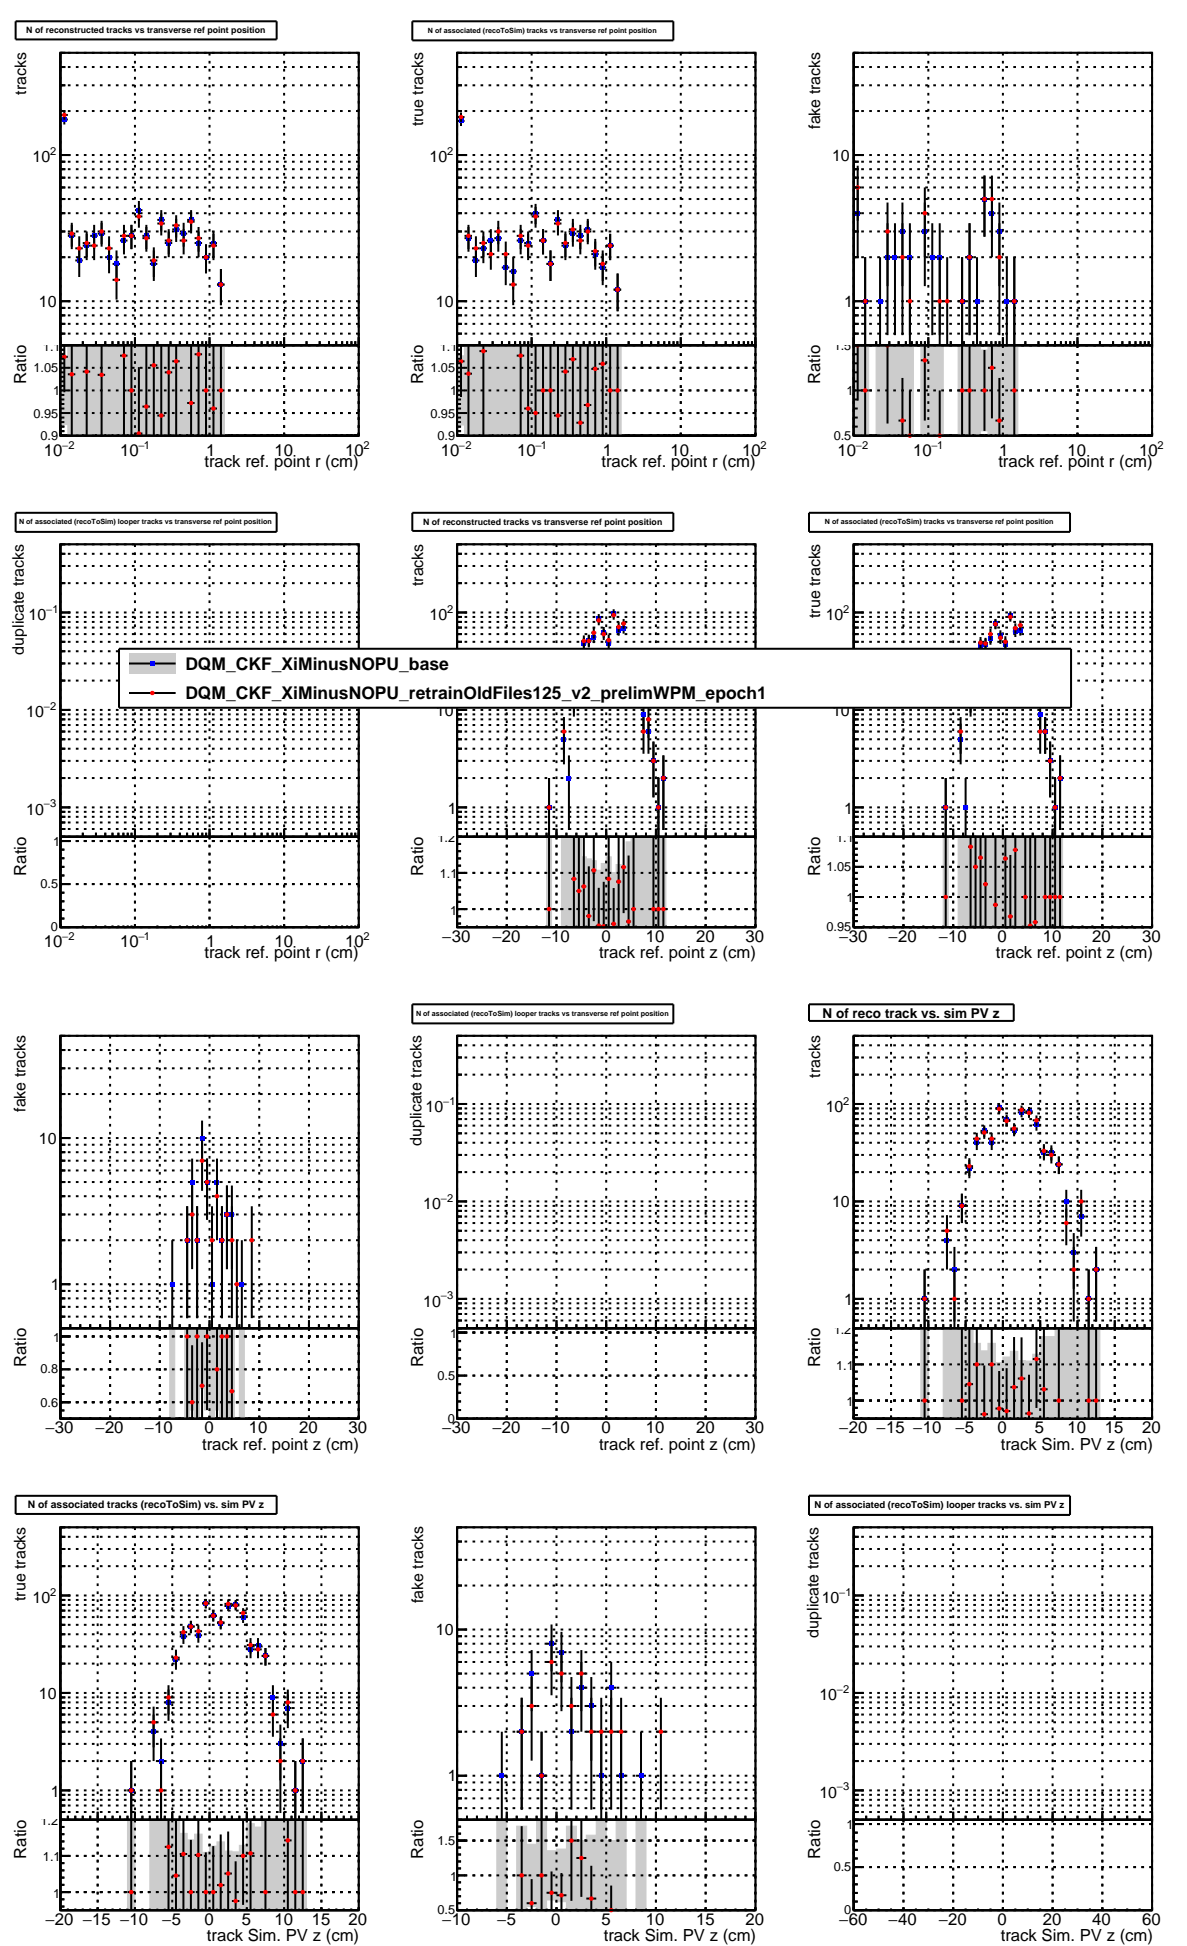 N of reconstructed tracks vs transverse ref point position
tracks
10²
10
Ratio
1.1
1.05
1
0.95
0.9
10⁻² 10⁻¹ 1 10 10²
track ref. point r (cm)
N of associated (recoToSim) tracks vs transverse ref point position
true tracks
10²
10
Ratio
1.1
1.05
1
0.95
0.9
10⁻² 10⁻¹ 1 10 10²
track ref. point r (cm)
fake tracks
10
1
Ratio
1.5
1
0.5
10⁻² 10⁻¹ 1 10 10²
track ref. point r (cm)
N of associated (recoToSim) looper tracks vs transverse ref point position
duplicate tracks
10⁻¹
10⁻²
10⁻³
Ratio
1
0.5
0
10⁻² 10⁻¹ 1 10 10²
track ref. point r (cm)
N of reconstructed tracks vs transverse ref point position
tracks
10²
10
1
Ratio
1.2
1.1
1
−30 −20 −10 0 10 20 30
track ref. point z (cm)
N of associated (recoToSim) tracks vs transverse ref point position
true tracks
10²
10
1
Ratio
1.1
1.05
1
0.95
−30 −20 −10 0 10 20 30
track ref. point z (cm)
DQM_CKF_XiMinusNOPU_base
DQM_CKF_XiMinusNOPU_retrainOldFiles125_v2_prelimWPM_epoch1
fake tracks
10
1
Ratio
1
0.8
0.6
−30 −20 −10 0 10 20 30
track ref. point z (cm)
N of associated (recoToSim) looper tracks vs transverse ref point position
duplicate tracks
10⁻¹
10⁻²
10⁻³
Ratio
1
0.5
0
−30 −20 −10 0 10 20 30
track ref. point z (cm)
N of reco track vs. sim PV z
tracks
10²
10
1
Ratio
1.2
1.1
1
−20 −15 −10 −5 0 5 10 15 20
track Sim. PV z (cm)
N of associated tracks (recoToSim) vs. sim PV z
true tracks
10²
10
1
Ratio
1.2
1.1
1
−20 −15 −10 −5 0 5 10 15 20
track Sim. PV z (cm)
fake tracks
10
1
Ratio
1.5
1
0.5
−10 −5 0 5 10 15 20
track Sim. PV z (cm)
N of associated (recoToSim) looper tracks vs. sim PV z
duplicate tracks
10⁻¹
10⁻²
10⁻³
Ratio
1
0.5
0
−60 −40 −20 0 20 40 60
track Sim. PV z (cm)